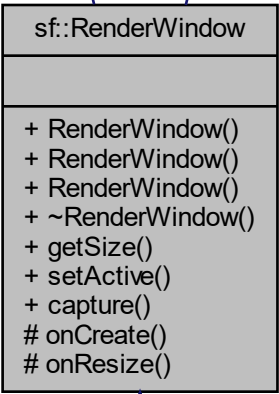 sf::RenderWindow
+ RenderWindow()
+ RenderWindow()
+ RenderWindow()
+ ~RenderWindow()
+ getSize()
+ setActive()
+ capture()
# onCreate()
# onResize()